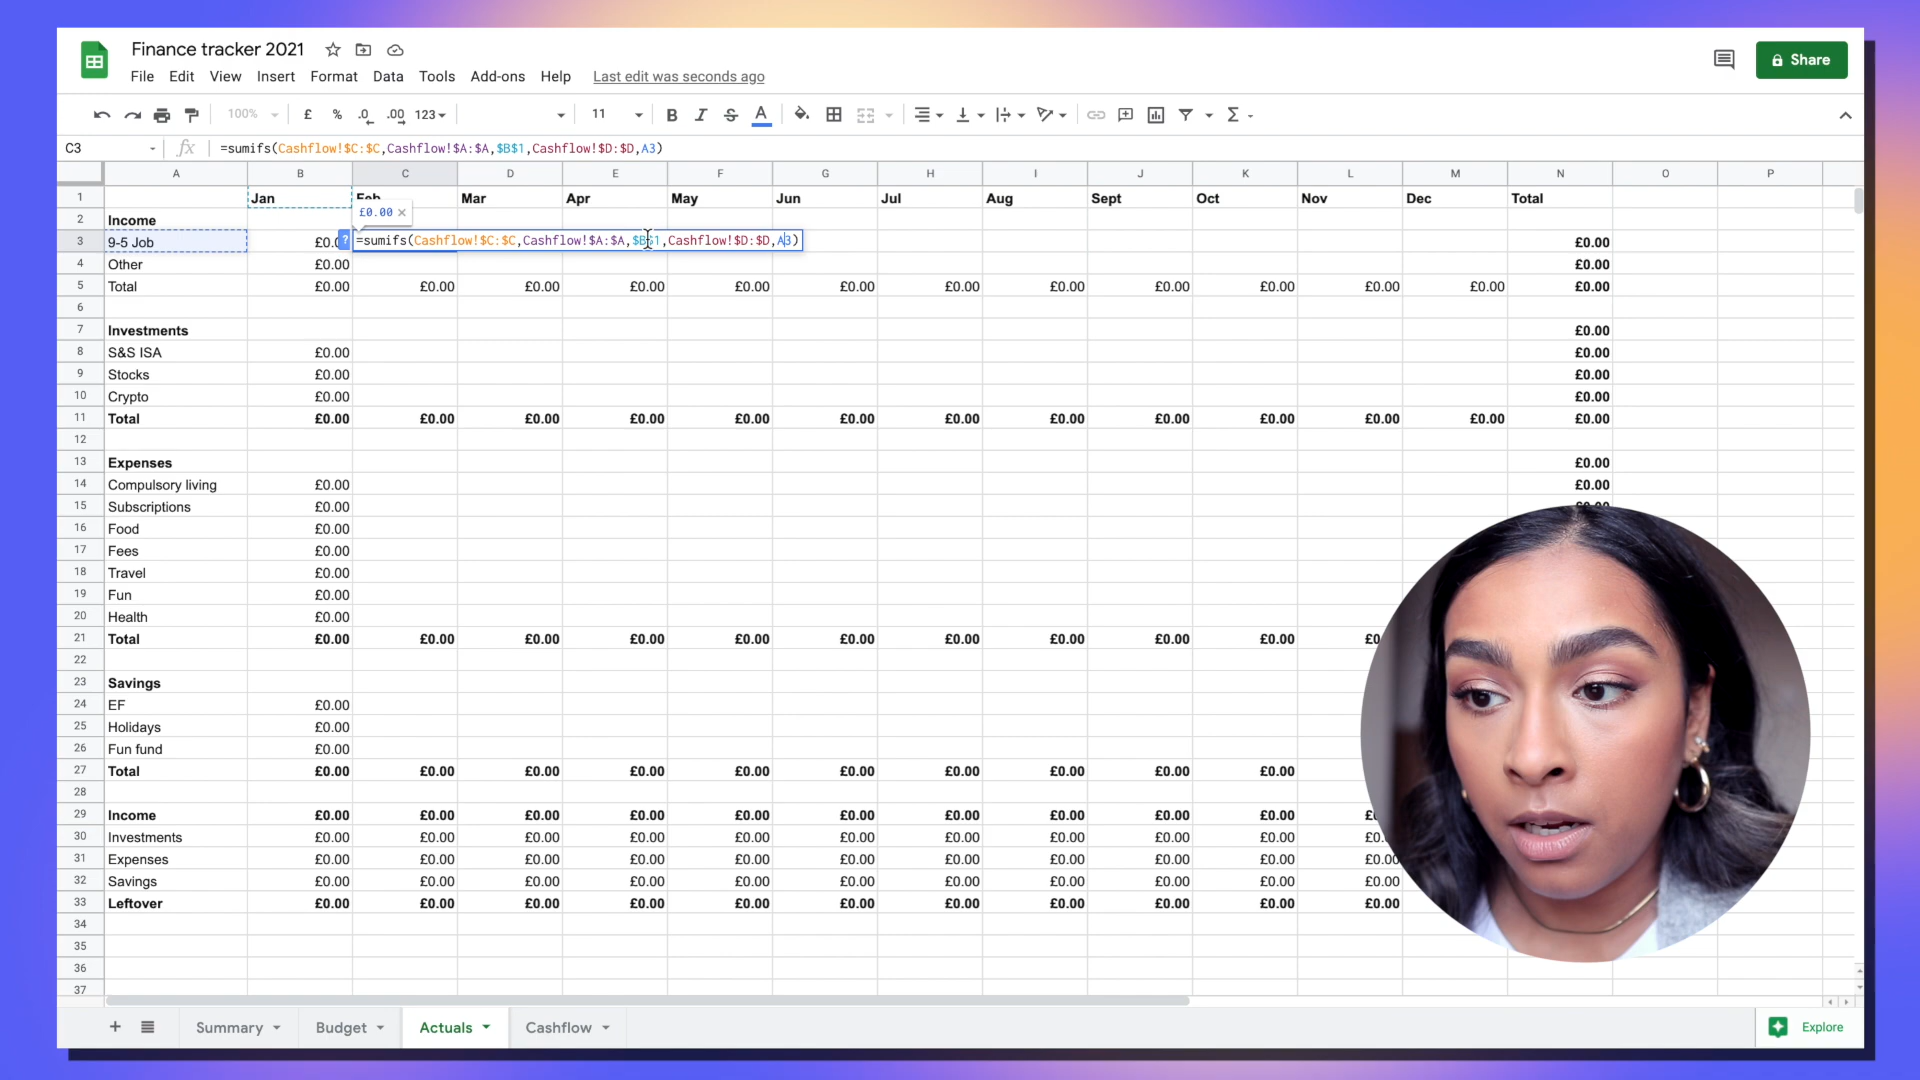 Finance tracker 2021
File Edit View Insert Format Data Tools Add-ons Help Last edit was seconds ago
Share
100% £ % .0 .00 123 11 B I S A Σ
C3 fx =sumifs(Cashflow!$C:$C,Cashflow!$A:$A,$B$1,Cashflow!$D:$D,A3)
A B C D E F G H I J K L M N O P
1 Jan Feb Mar Apr May Jun Jul Aug Sept Oct Nov Dec Total
£0.00 ×
2 Income
3 9-5 Job £0.0 ? =sumifs(Cashflow!$C:$C,Cashflow!$A:$A,$B$1,Cashflow!$D:$D,A3) £0.00
4 Other £0.00 £0.00
5 Total £0.00 £0.00 £0.00 £0.00 £0.00 £0.00 £0.00 £0.00 £0.00 £0.00 £0.00 £0.00 £0.00
6
7 Investments £0.00
8 S&S ISA £0.00 £0.00
9 Stocks £0.00 £0.00
10 Crypto £0.00 £0.00
11 Total £0.00 £0.00 £0.00 £0.00 £0.00 £0.00 £0.00 £0.00 £0.00 £0.00 £0.00 £0.00 £0.00
12
13 Expenses £0.00
14 Compulsory living £0.00 £0.00
15 Subscriptions £0.00
16 Food £0.00
17 Fees £0.00
18 Travel £0.00
19 Fun £0.00
20 Health £0.00
21 Total £0.00 £0.00 £0.00 £0.00 £0.00 £0.00 £0.00 £0.00 £0.00 £0.00 £0
22
23 Savings
24 EF £0.00
25 Holidays £0.00
26 Fun fund £0.00
27 Total £0.00 £0.00 £0.00 £0.00 £0.00 £0.00 £0.00 £0.00 £0.00 £0.00
28
29 Income £0.00 £0.00 £0.00 £0.00 £0.00 £0.00 £0.00 £0.00 £0.00 £0.00
30 Investments £0.00 £0.00 £0.00 £0.00 £0.00 £0.00 £0.00 £0.00 £0.00 £0.00 £0.
31 Expenses £0.00 £0.00 £0.00 £0.00 £0.00 £0.00 £0.00 £0.00 £0.00 £0.00 £0.00
32 Savings £0.00 £0.00 £0.00 £0.00 £0.00 £0.00 £0.00 £0.00 £0.00 £0.00 £0.00
33 Leftover £0.00 £0.00 £0.00 £0.00 £0.00 £0.00 £0.00 £0.00 £0.00 £0.00 £0.00
34
35
36
37
+ Summary Budget Actuals Cashflow Explore